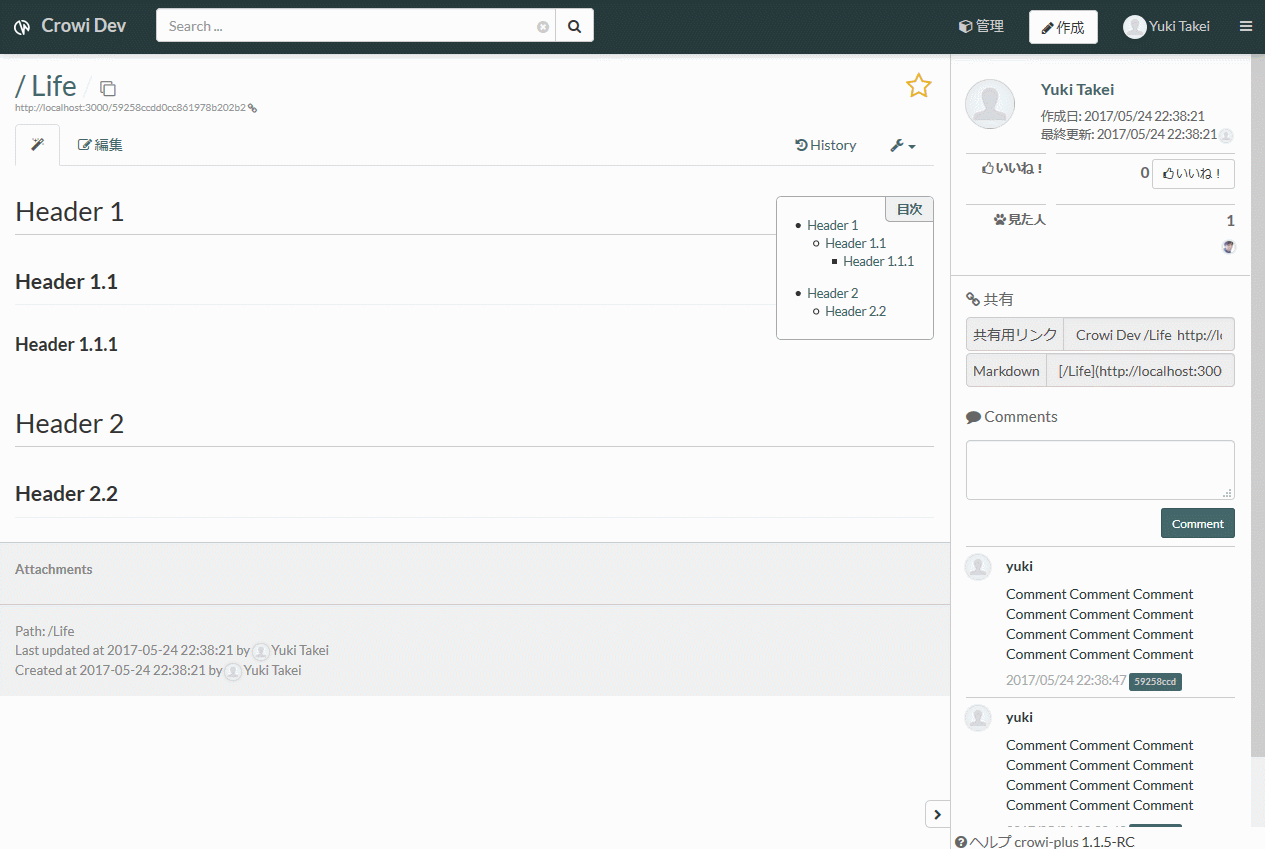 Crowi Dev
Search ...
管理
作成
Yuki Takei
/ Life /
http://localhost:3000/59258ccdd0cc861978b202b2
編集
History
Header 1
Header 1.1
Header 1.1.1
Header 2
Header 2.2
目次
Header 1
Header 1.1
Header 1.1.1
Header 2
Header 2.2
Attachments
Path: /Life
Last updated at 2017-05-24 22:38:21 by Yuki Takei
Created at 2017-05-24 22:38:21 by Yuki Takei
Yuki Takei
作成日: 2017/05/24 22:38:21
最終更新: 2017/05/24 22:38:21
いいね！ 0 いいね！
見た人 1
共有
共有用リンク Crowi Dev /Life http://lo
Markdown [/Life](http://localhost:300
Comments
Comment
yuki
Comment Comment Comment
Comment Comment Comment
Comment Comment Comment
Comment Comment Comment
2017/05/24 22:38:47 59258ccd
yuki
Comment Comment Comment
Comment Comment Comment
Comment Comment Comment
Comment Comment Comment
ヘルプ crowi-plus 1.1.5-RC